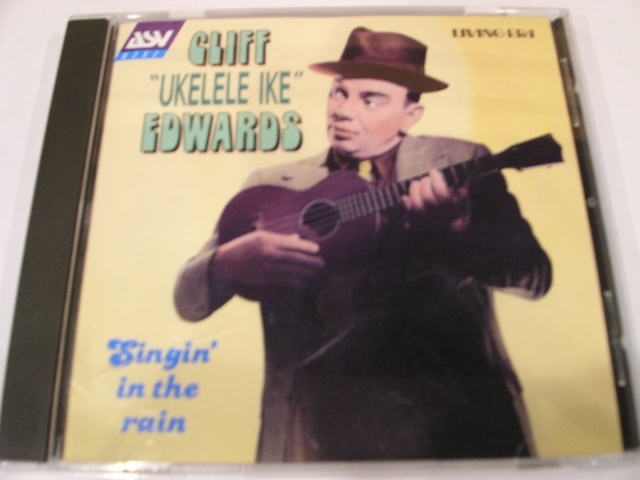 ASV
LIVING ERA
CLIFF
"UKELELE IKE"
EDWARDS
Singin'
in the
rain